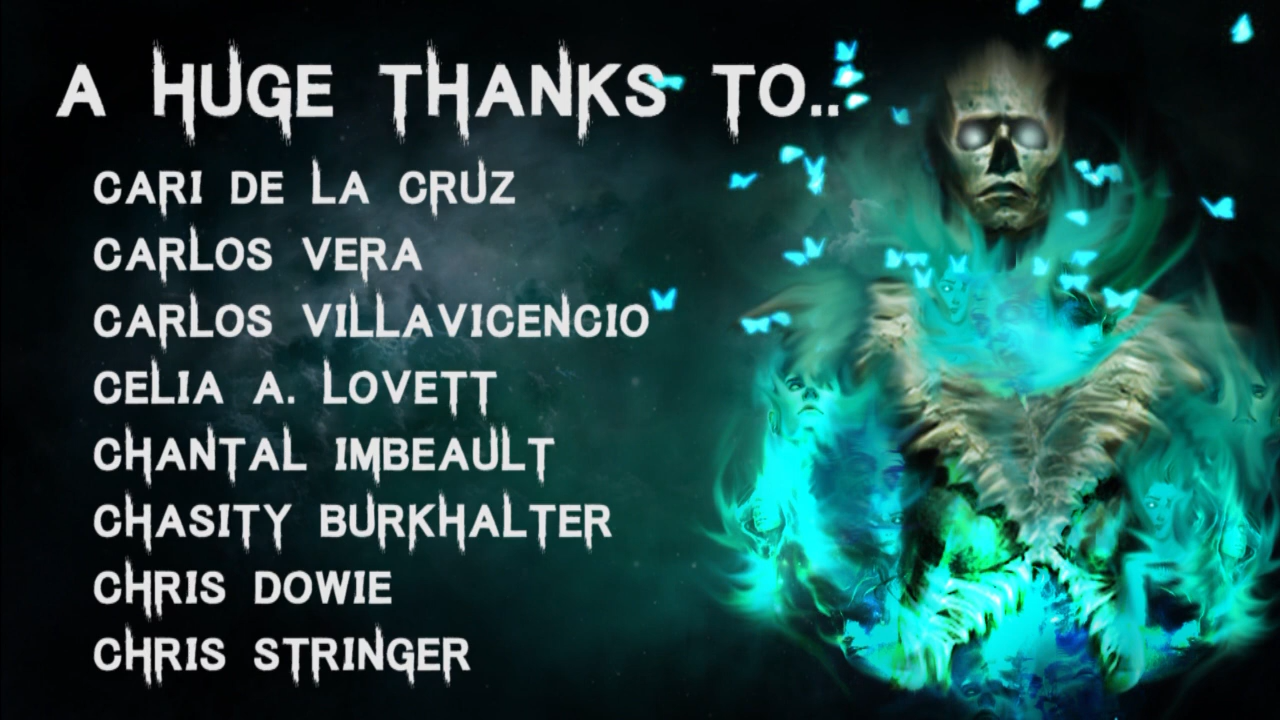 A HUGE THANKS TO..
CARI DE LA CRUZ
CARLOS VERA
CARLOS VILLAVICENCIO
CELIA A. LOVETT
CHANTAL IMBEAULT
CHASITY BURKHALTER
CHRIS DOWIE
CHRIS STRINGER